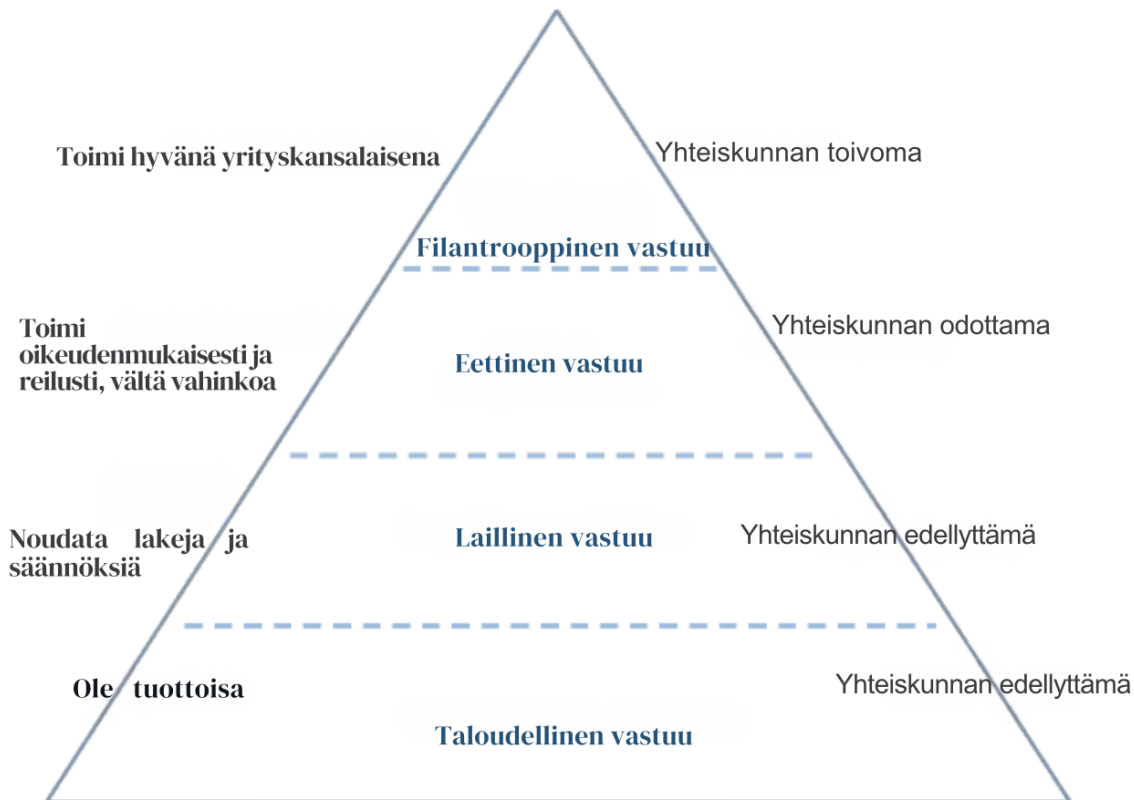 Toimi hyvänä yrityskansalaisena
Yhteiskunnan toivoma
Filantrooppinen vastuu
Toimi
oikeudenmukaisesti ja
reilusti, vältä vahinkoa
Eettinen vastuu
Yhteiskunnan odottama
Noudata lakeja ja
säännöksiä
Laillinen vastuu
Yhteiskunnan edellyttämä
Ole tuottoisa
Taloudellinen vastuu
Yhteiskunnan edellyttämä